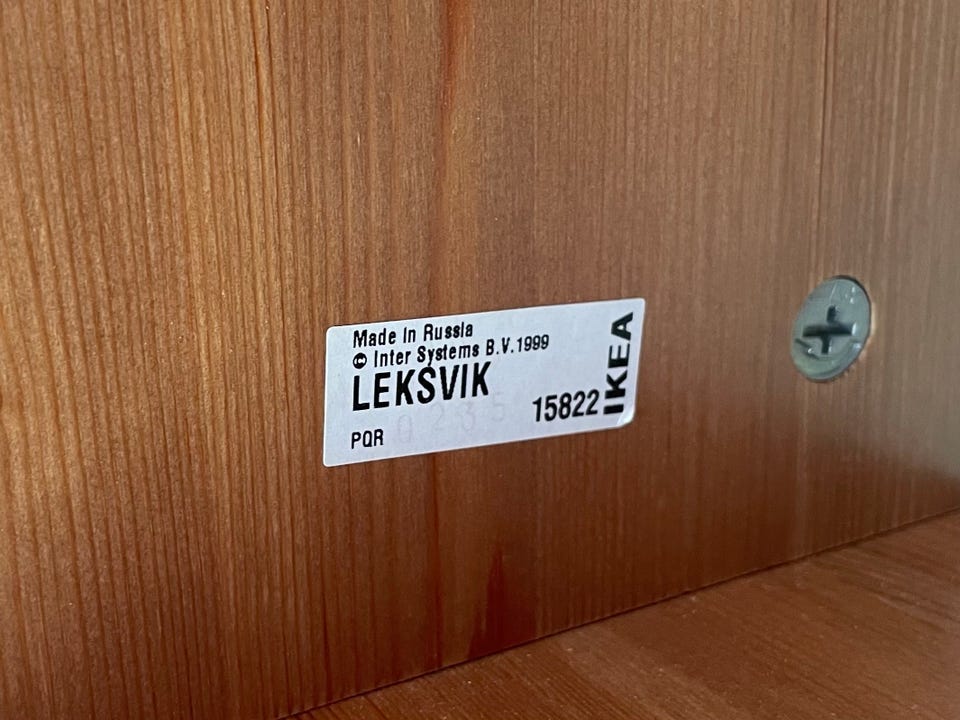 Made in Russia
© Inter Systems B.V.1999
LEKSVIK
PQR
15822
IKEA